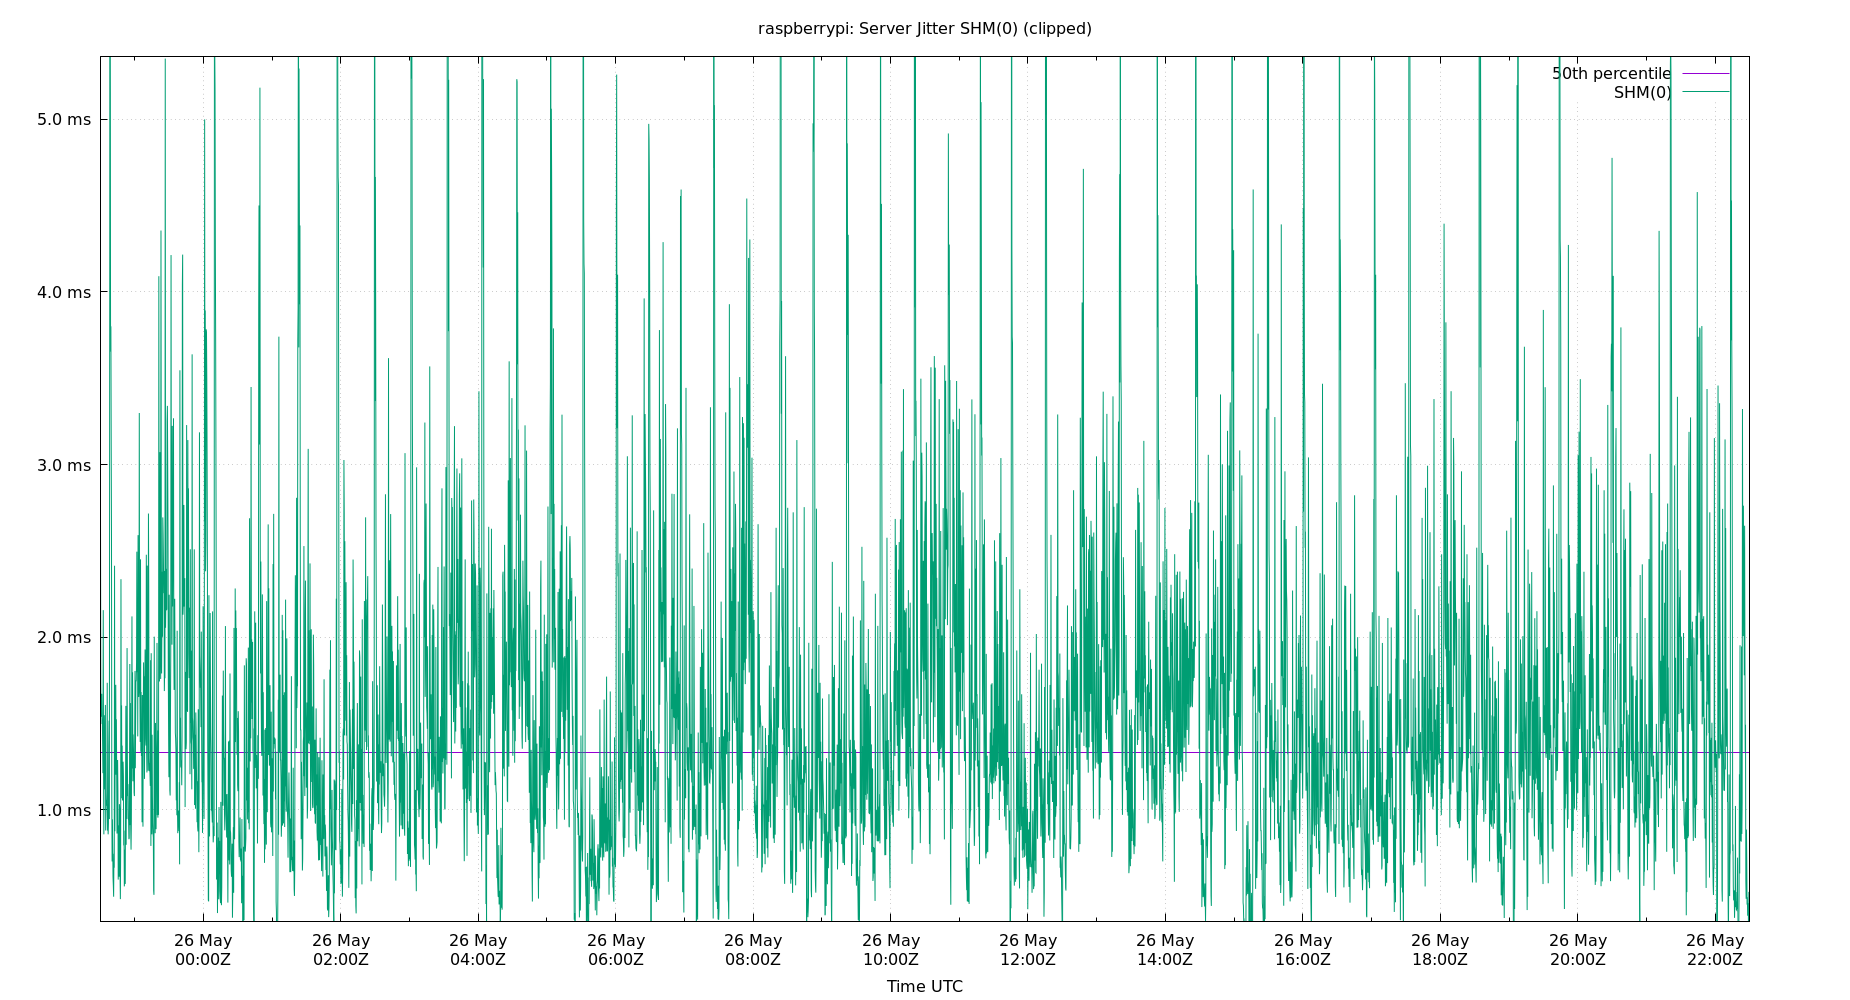 raspberrypi: Server Jitter SHM(0) (clipped)
50th percentile
SHM(0)
5.0 ms
4.0 ms
3.0 ms
2.0 ms
1.0 ms
26 May 26 May 26 May 26 May 26 May 26 May 26 May 26 May 26 May 26 May 26 May 26 May
00:00Z 02:00Z 04:00Z 06:00Z 08:00Z 10:00Z 12:00Z 14:00Z 16:00Z 18:00Z 20:00Z 22:00Z
Time UTC